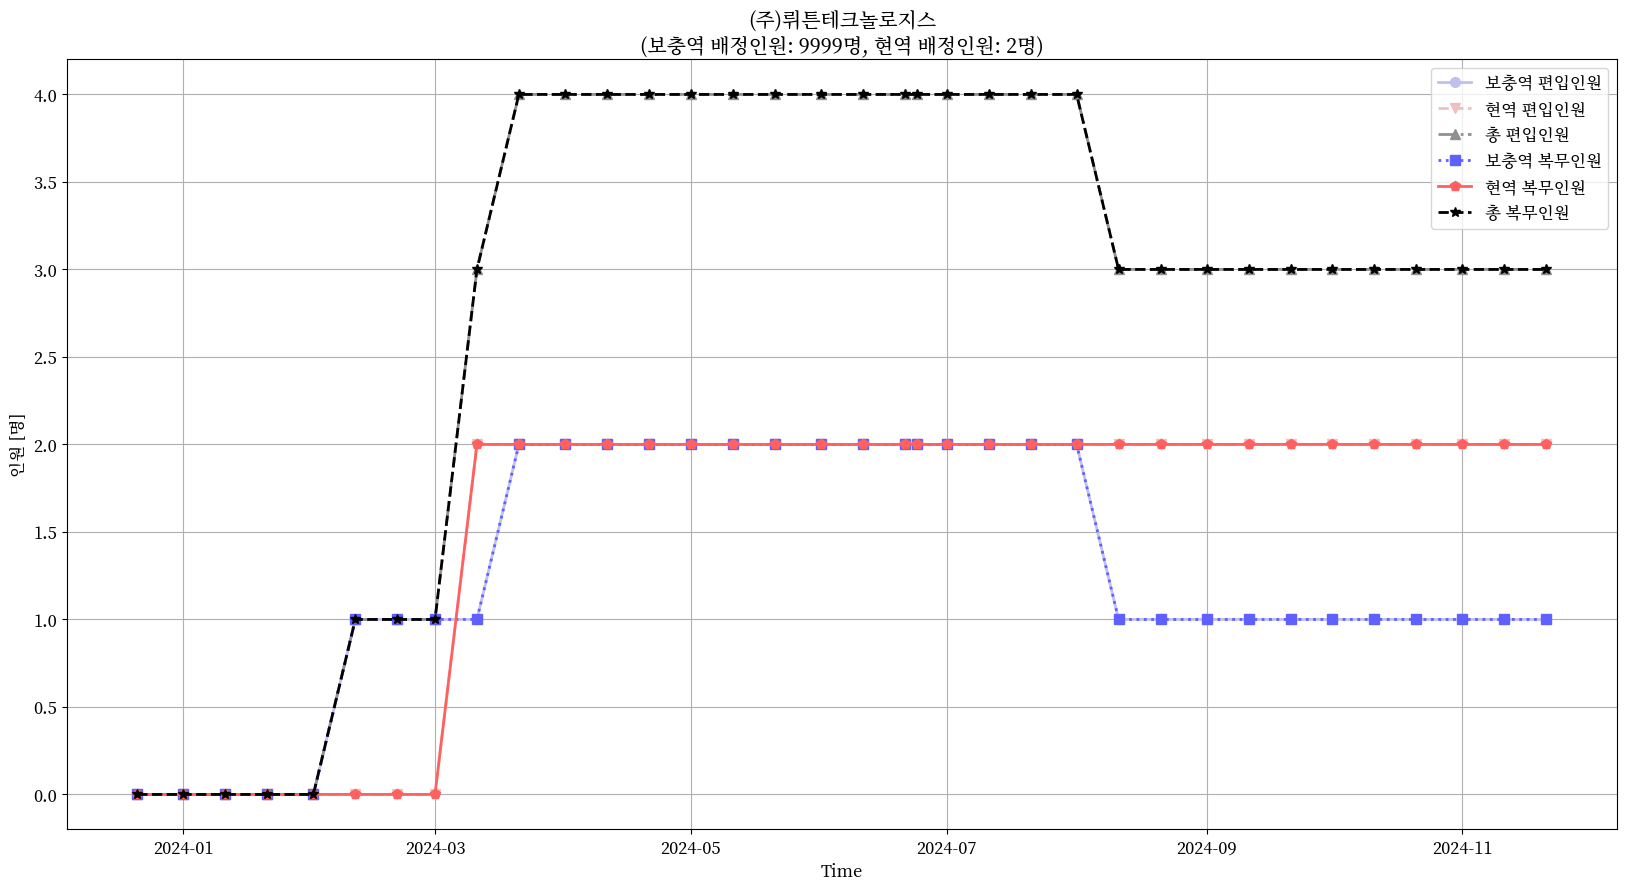 (주)뤼튼테크놀로지스
(보충역 배정인원: 9999명, 현역 배정인원: 2명)
보충역 편입인원
현역 편입인원
총 편입인원
보충역 복무인원
현역 복무인원
총 복무인원
인원 [명]
4.0
3.5
3.0
2.5
2.0
1.5
1.0
0.5
0.0
2024-01
2024-03
2024-05
2024-07
2024-09
2024-11
Time